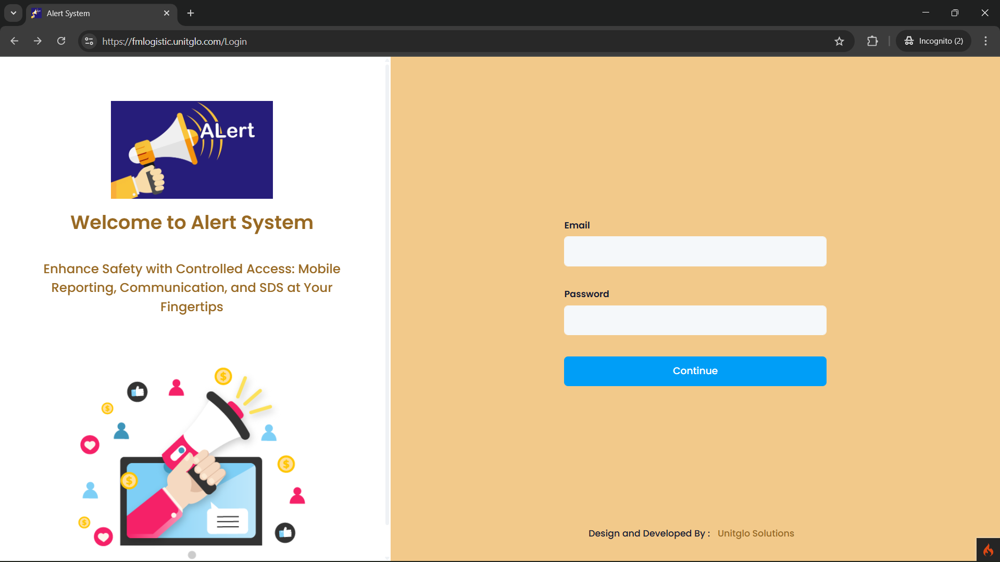 Alert System
https://fmlogistic.unitglo.com/Login
Incognito (2)
ALert
Welcome to Alert System
Enhance Safety with Controlled Access: Mobile
Reporting, Communication, and SDS at Your
Fingertips
Email
Password
Continue
Design and Developed By : Unitglo Solutions